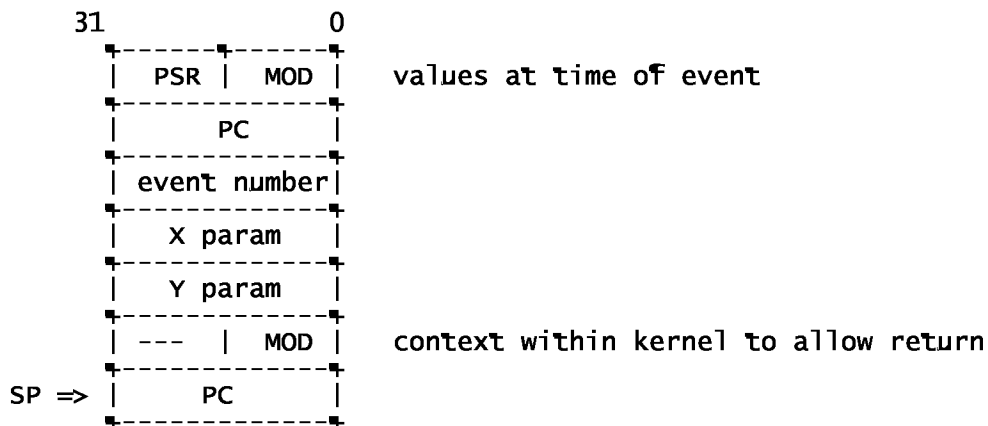 31 0
PSR | MOD values at time of event
PC
event number
X param
Y param
--- | MOD context within kernel to allow return
SP => PC